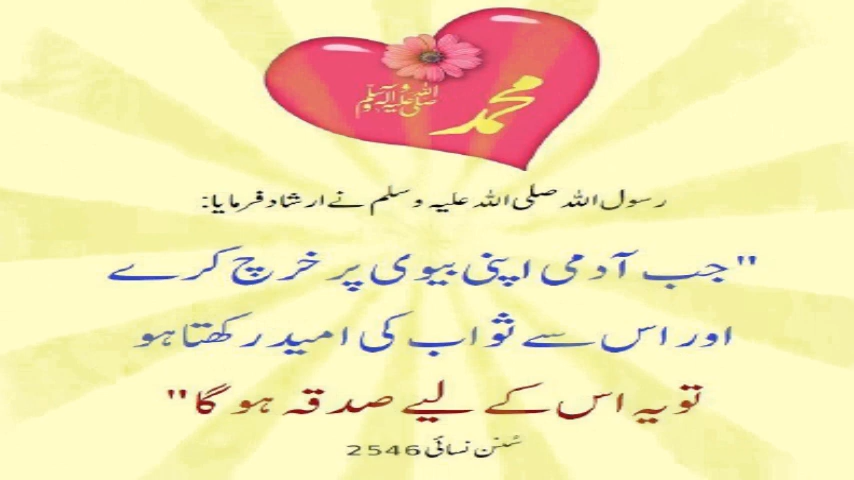 محمد
صلی اللہ علیہ وآلہ وسلم
رسول اللہ صلی اللہ علیہ وسلم نے ارشاد فرمایا:
"جب آدمی اپنی بیوی پر خرچ کرے
اور اس سے ثواب کی امید رکھتا ہو
تو یہ اس کے لیے صدقہ ہو گا"
سُنن نسائی 2546